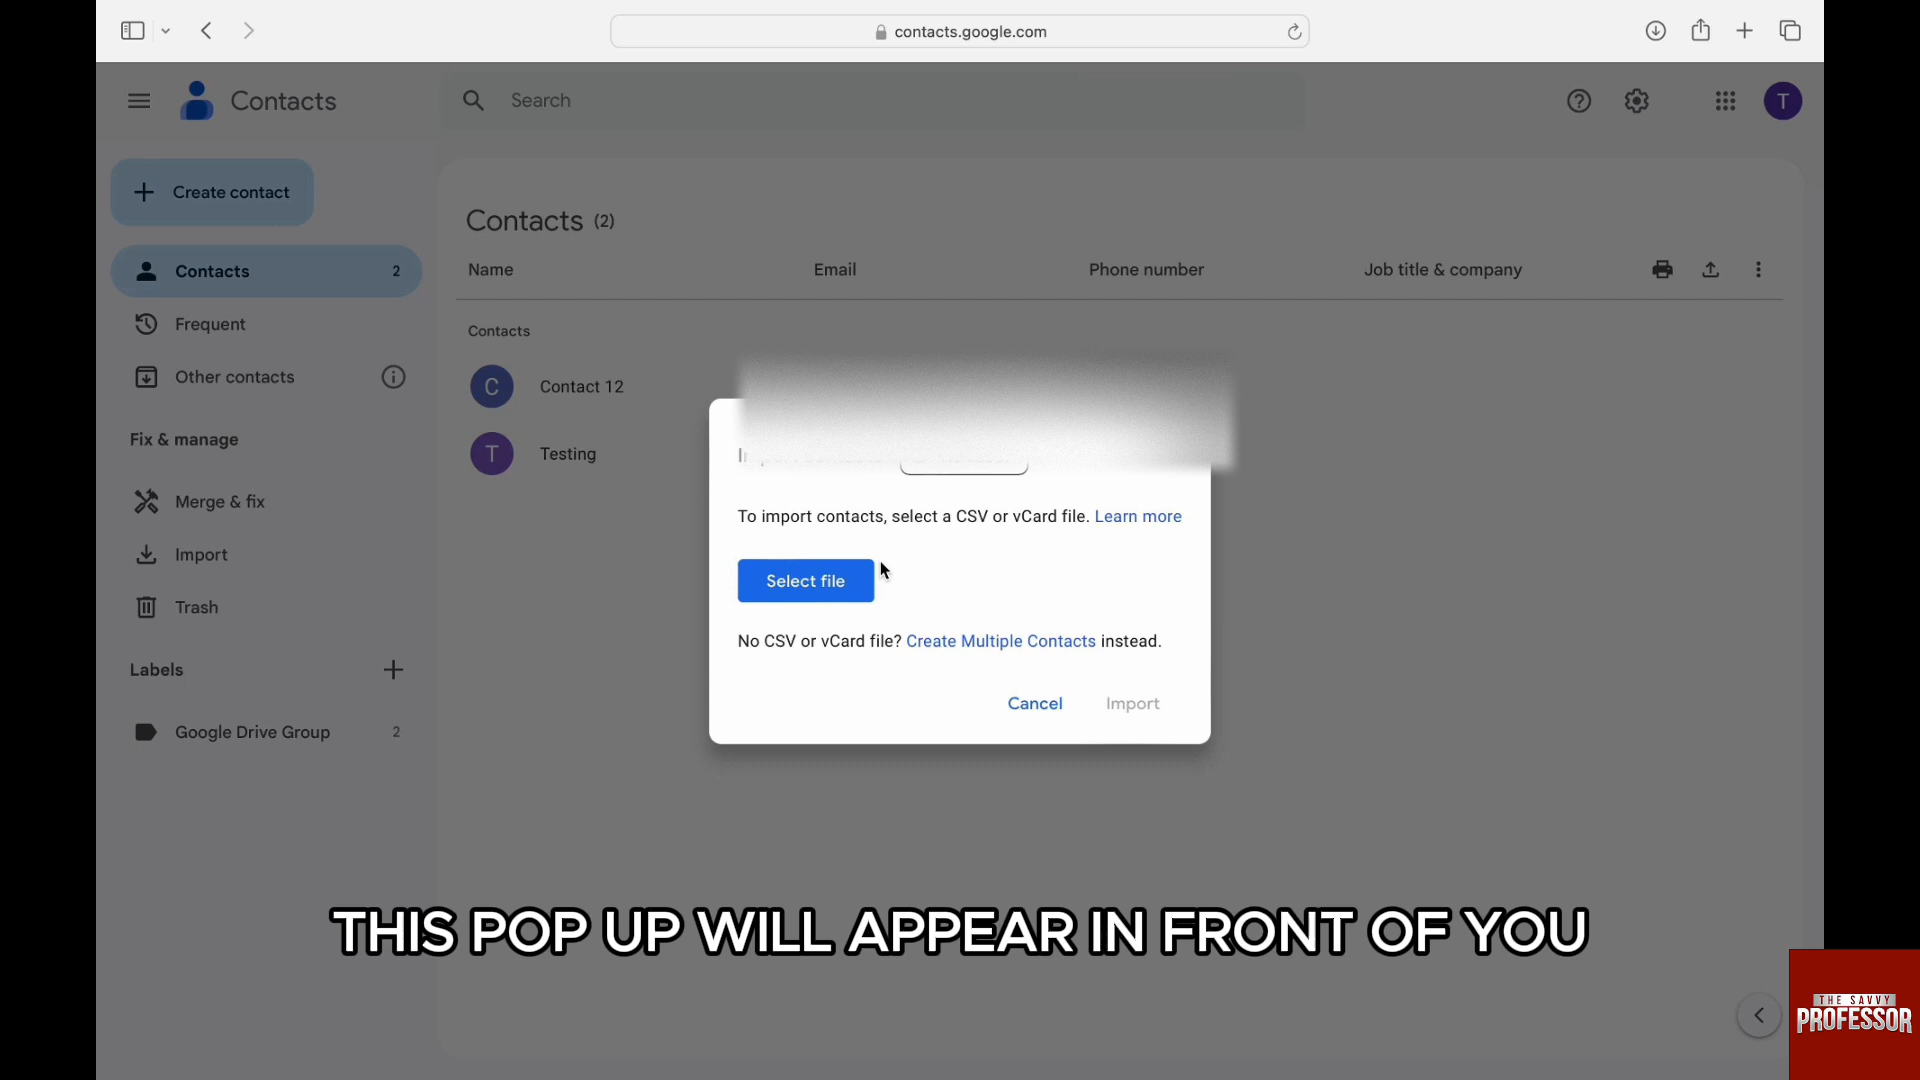 contacts.google.com
Contacts
Search
T
Create contact
Contacts 2
Frequent
Other contacts
Fix & manage
Merge & fix
Import
Trash
Labels
Google Drive Group 2
Contacts (2)
Name Email Phone number Job title & company
Contacts
C Contact 12
T Testing
To import contacts, select a CSV or vCard file. Learn more
Select file
No CSV or vCard file? Create Multiple Contacts instead.
Cancel Import
THIS POP UP WILL APPEAR IN FRONT OF YOU
THE SAVVY
PROFESSOR